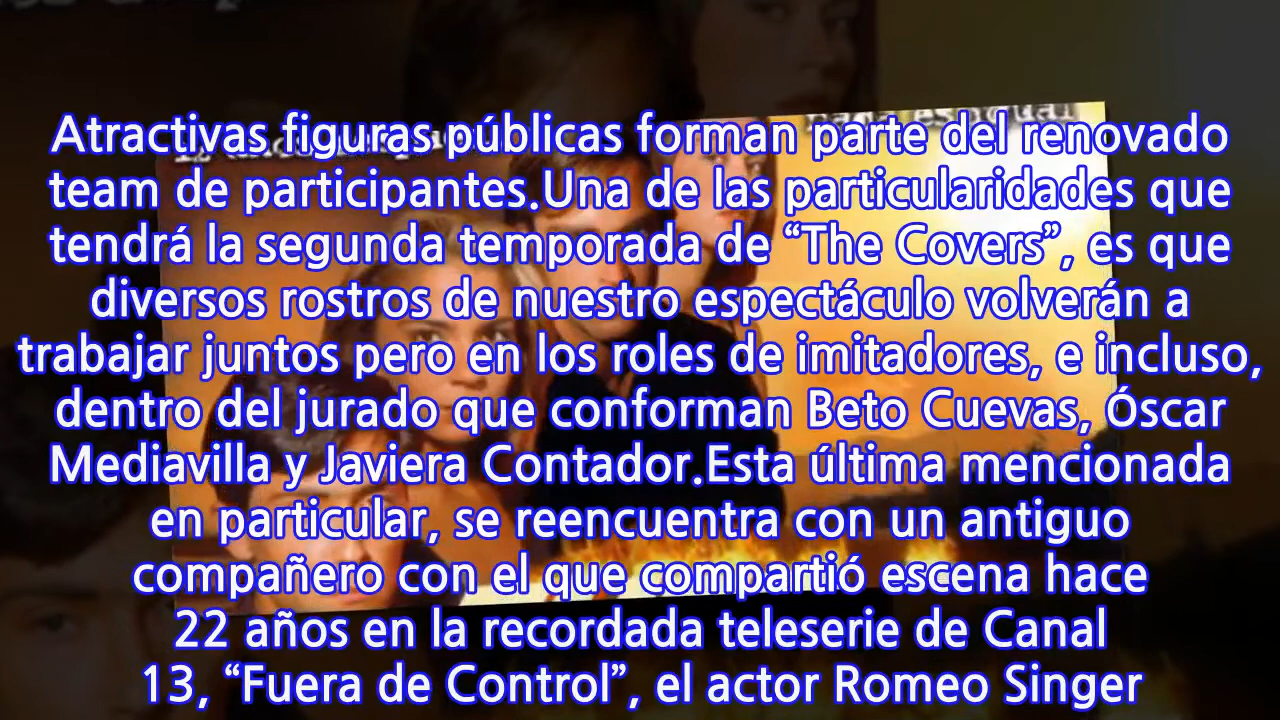 Atractivas figuras públicas forman parte del renovado
team de participantes.Una de las particularidades que
tendrá la segunda temporada de “The Covers”, es que
diversos rostros de nuestro espectáculo volverán a
trabajar juntos pero en los roles de imitadores, e incluso,
dentro del jurado que conforman Beto Cuevas, Óscar
Mediavilla y Javiera Contador.Esta última mencionada
en particular, se reencuentra con un antiguo
compañero con el que compartió escena hace
22 años en la recordada teleserie de Canal
13, “Fuera de Control”, el actor Romeo Singer